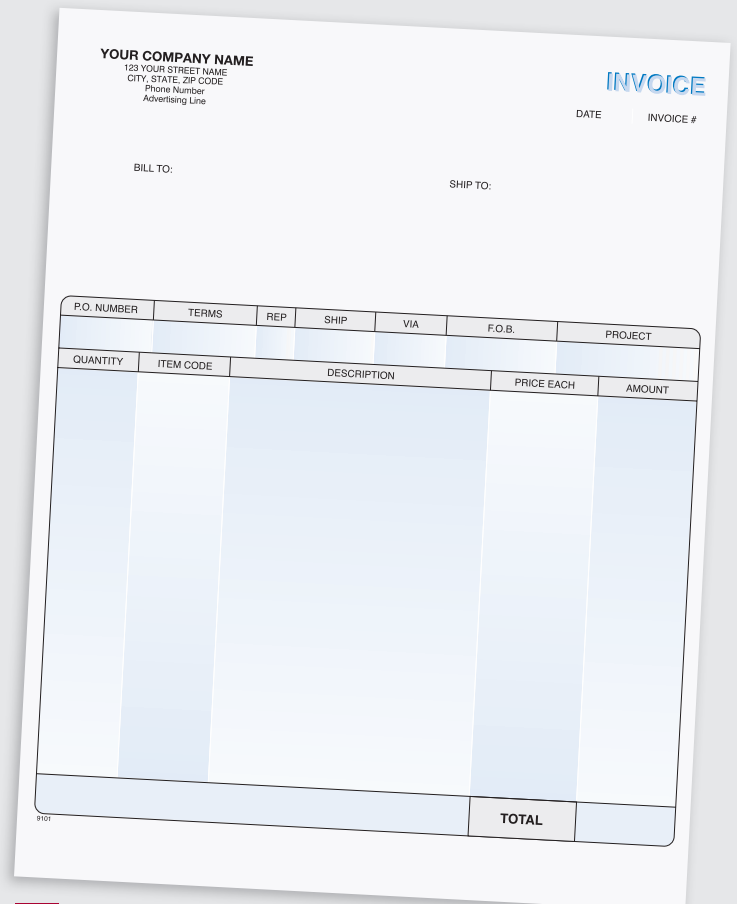 YOUR COMPANY NAME
123 YOUR STREET NAME
CITY, STATE, ZIP CODE
Phone Number
Advertising Line
INVOICE
DATE INVOICE #
BILL TO:
SHIP TO:
P.O. NUMBER TERMS REP SHIP VIA F.O.B. PROJECT
QUANTITY ITEM CODE DESCRIPTION PRICE EACH AMOUNT
TOTAL
9101